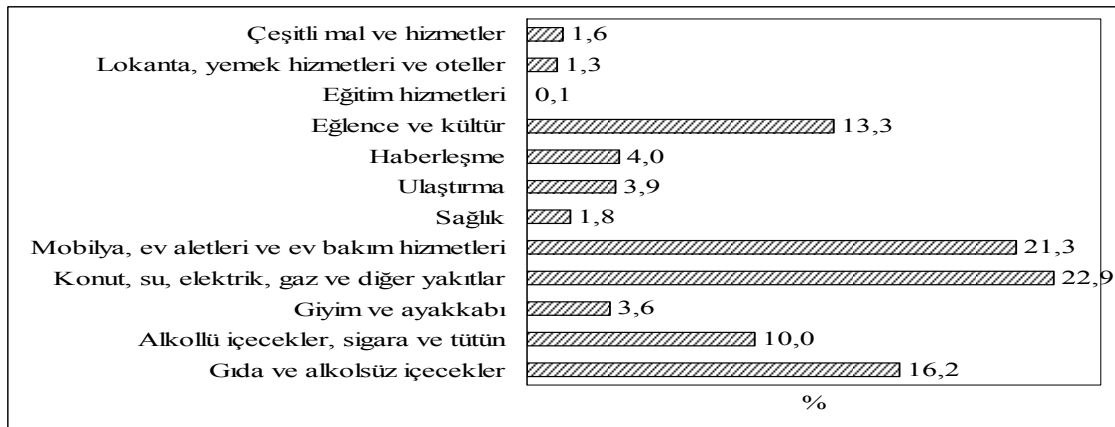 Çeşitli mal ve hizmetler 1,6
Lokanta, yemek hizmetleri ve oteller 1,3
Eğitim hizmetleri 0,1
Eğlence ve kültür 13,3
Haberleşme 4,0
Ulaştırma 3,9
Sağlık 1,8
Mobilya, ev aletleri ve ev bakım hizmetleri 21,3
Konut, su, elektrik, gaz ve diğer yakıtlar 22,9
Giyim ve ayakkabı 3,6
Alkollü içecekler, sigara ve tütün 10,0
Gıda ve alkolsüz içecekler 16,2
%